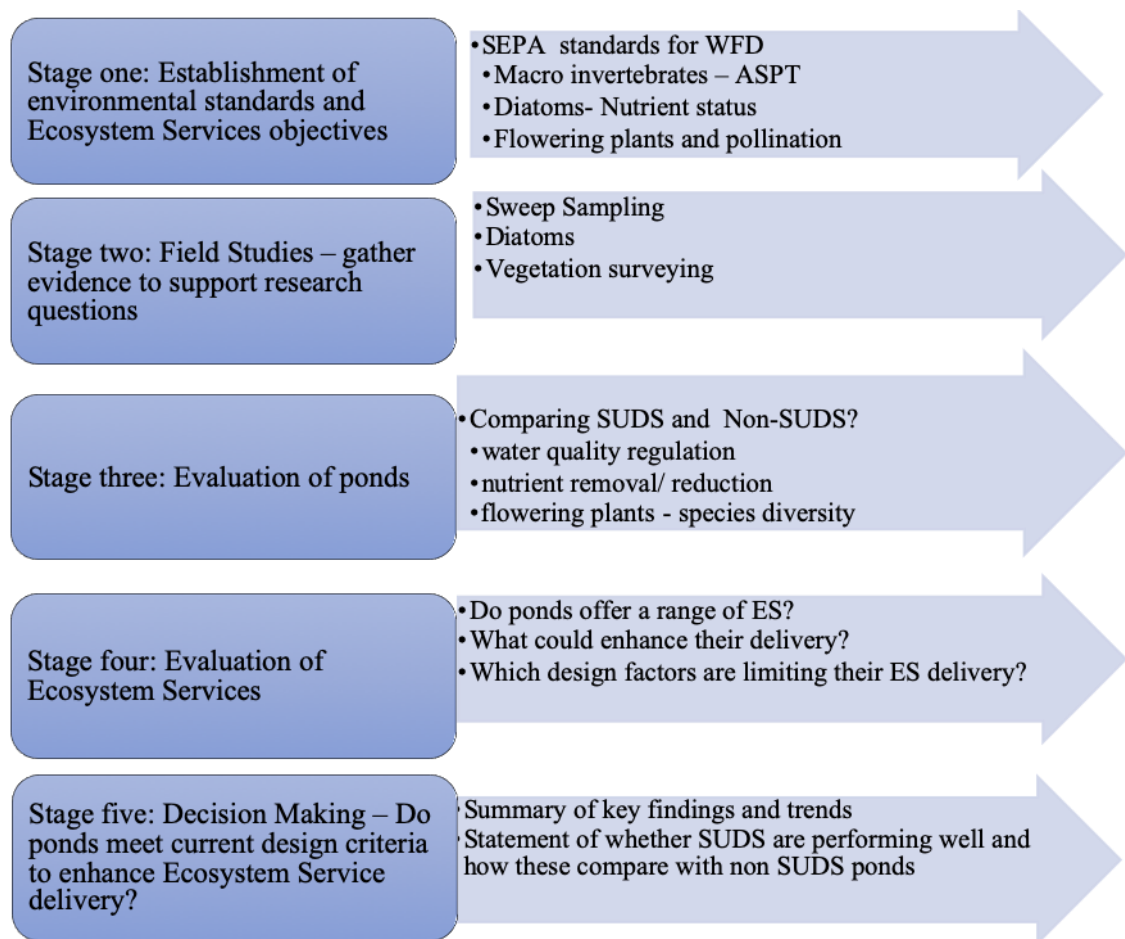 Stage one: Establishment of
environmental standards and
Ecosystem Services objectives
•SEPA  standards for WFD
•Macro invertebrates – ASPT
•Diatoms- Nutrient status
•Flowering plants and pollination
Stage two: Field Studies – gather
evidence to support research
questions
•Sweep Sampling
•Diatoms
•Vegetation surveying
Stage three: Evaluation of ponds
•Comparing SUDS and  Non-SUDS?
•water quality regulation
•nutrient removal/ reduction
•flowering plants - species diversity
Stage four: Evaluation of
Ecosystem Services
•Do ponds offer a range of ES?
•What could enhance their delivery?
•Which design factors are limiting their ES delivery?
Stage five: Decision Making – Do
ponds meet current design criteria
to enhance Ecosystem Service
delivery?
•Summary of key findings and trends
•Statement of whether SUDS are performing well and
how these compare with non SUDS ponds